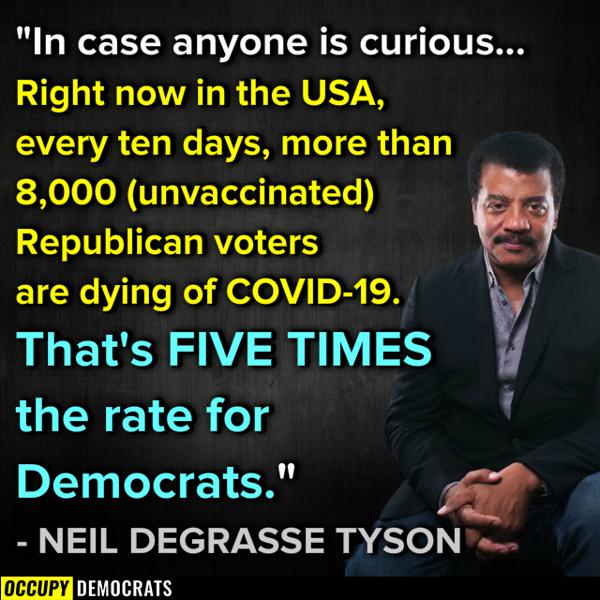 "In case anyone is curious...
Right now in the USA,
every ten days, more than
8,000 (unvaccinated)
Republican voters
are dying of COVID-19.
That's FIVE TIMES
the rate for
Democrats."
- NEIL DEGRASSE TYSON
OCCUPY DEMOCRATS